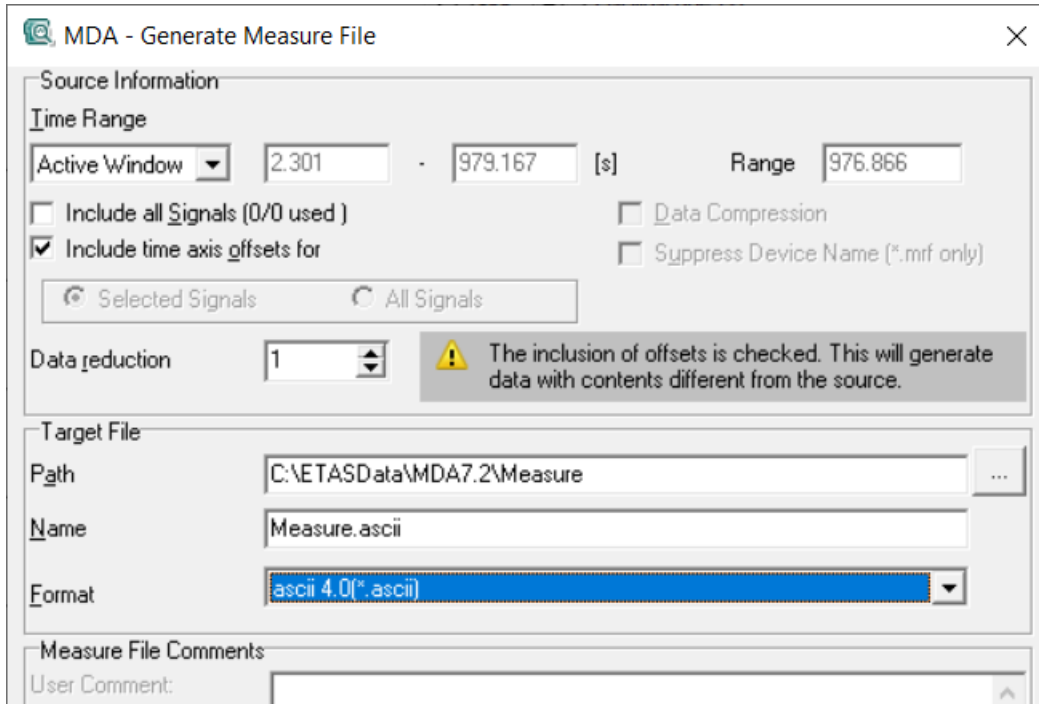 MDA - Generate Measure File
Source Information
Time Range
Active Window 2.301 - 979.167 [s] Range 976.866
Include all Signals (0/0 used ) Data Compression
Include time axis offsets for Suppress Device Name (*.mrf only)
Selected Signals All Signals
Data reduction 1 The inclusion of offsets is checked. This will generate
data with contents different from the source.
Target File
Path C:\ETASData\MDA7.2\Measure ...
Name Measure.ascii
Format ascii 4.0(*.ascii)
Measure File Comments
User Comment: